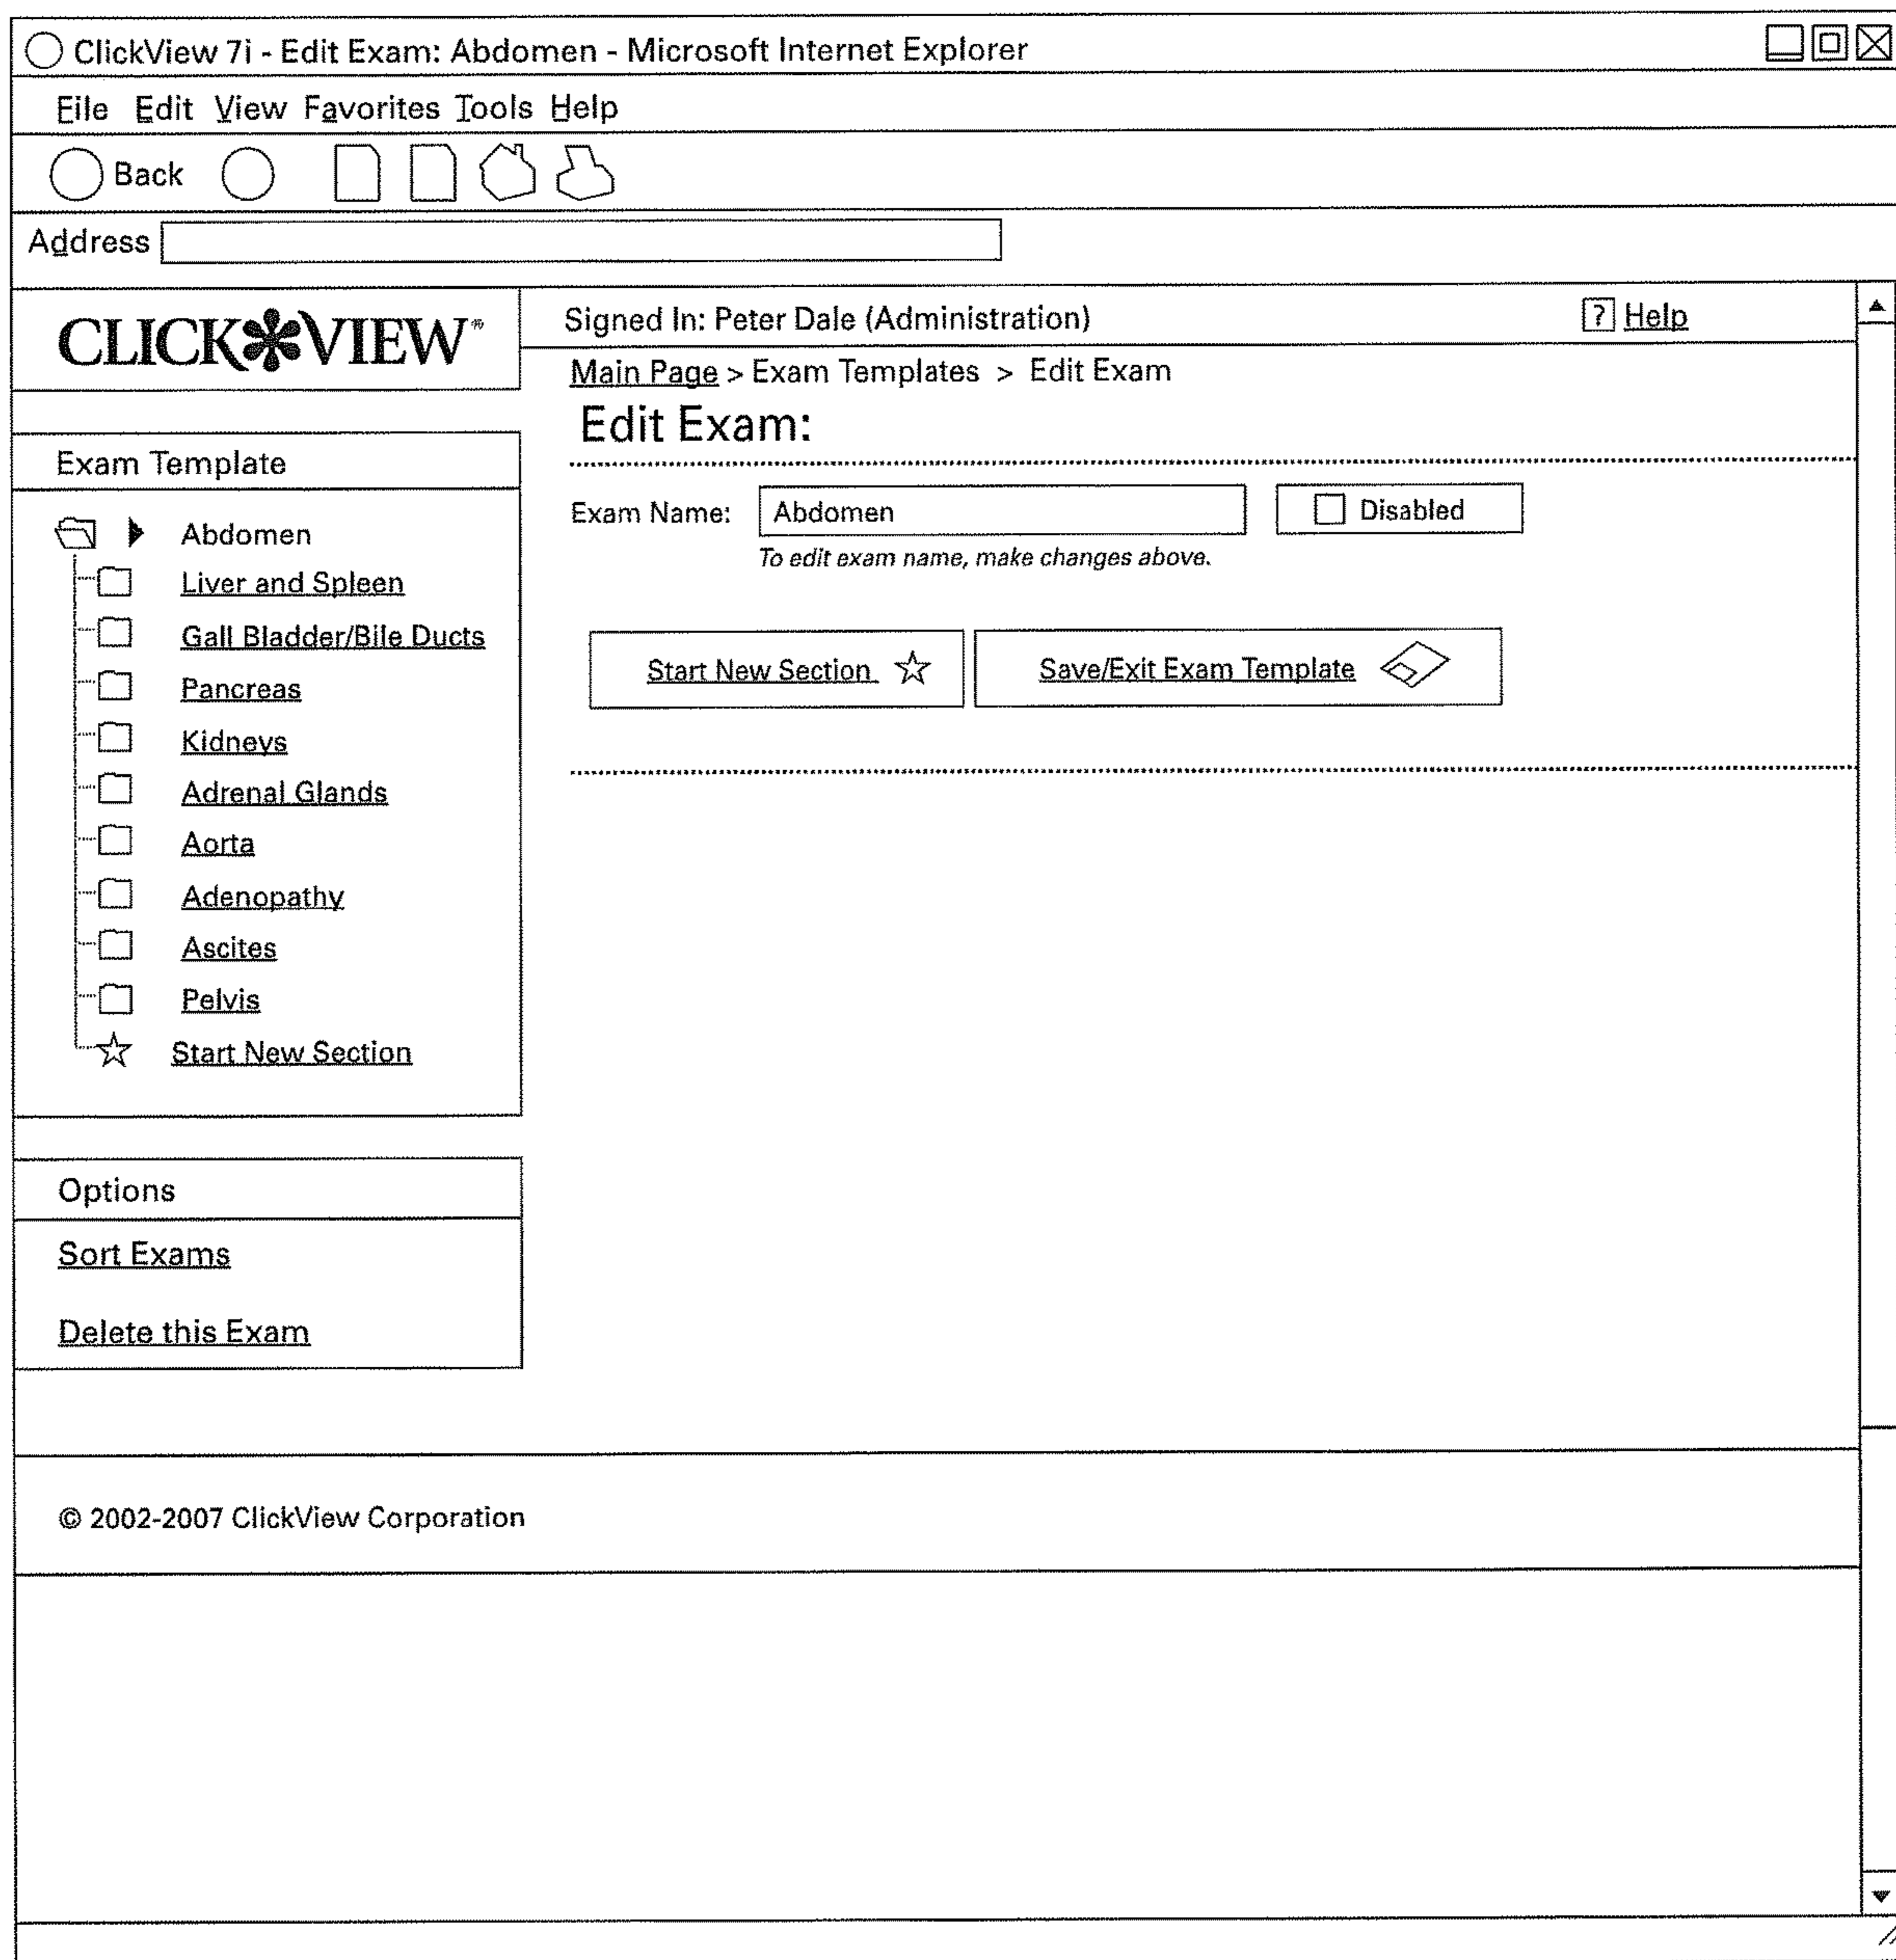 ClickView 7i - Edit Exam: Abdomen - Microsoft Internet Explorer
File Edit View Favorites Tools Help
Back
Address
CLICK VIEW
Signed In: Peter Dale (Administration)
? Help
Main Page > Exam Templates > Edit Exam
Edit Exam:
Exam Name: Abdomen
Disabled
To edit exam name, make changes above.
Start New Section
Save/Exit Exam Template
Exam Template
Abdomen
Liver and Spleen
Gall Bladder/Bile Ducts
Pancreas
Kidneys
Adrenal Glands
Aorta
Adenopathy
Ascites
Pelvis
Start New Section
Options
Sort Exams
Delete this Exam
© 2002-2007 ClickView Corporation